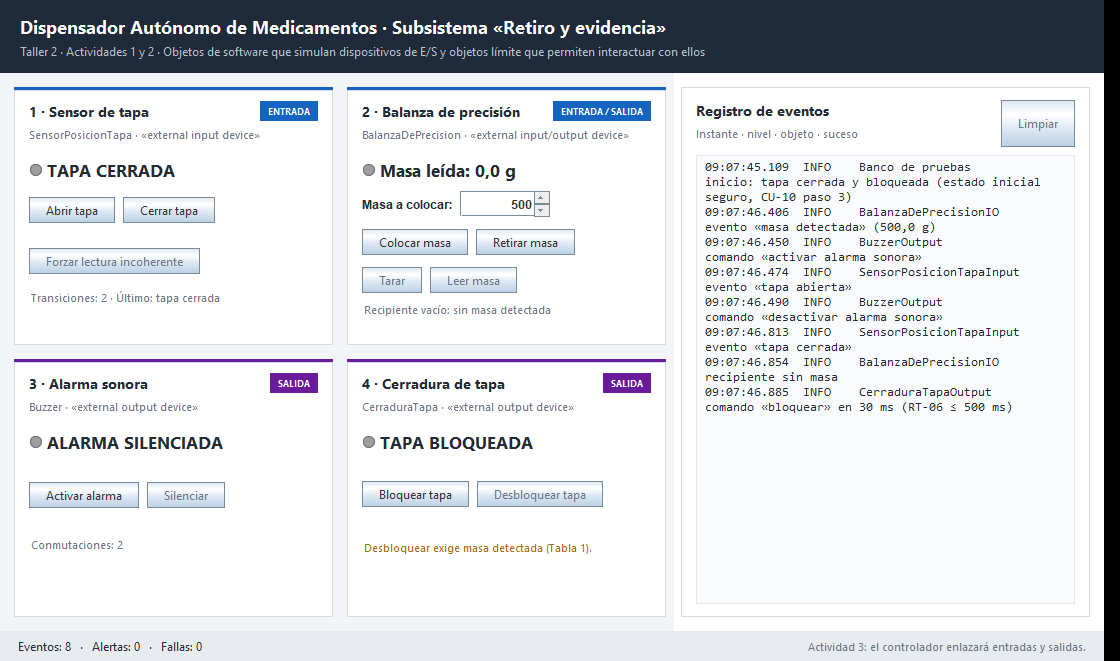 Dispensador Autónomo de Medicamentos · Subsistema «Retiro y evidencia»
Taller 2 · Actividades 1 y 2 · Objetos de software que simulan dispositivos de E/S y objetos límite que permiten interactuar con ellos
1 · Sensor de tapa
ENTRADA
SensorPosicionTapa · «external input device»
TAPA CERRADA
Abrir tapa
Cerrar tapa
Forzar lectura incoherente
Transiciones: 2 · Último: tapa cerrada
2 · Balanza de precisión
ENTRADA / SALIDA
BalanzaDePrecision · «external input/output device»
Masa leída: 0,0 g
Masa a colocar:
500
Colocar masa
Retirar masa
Tarar
Leer masa
Recipiente vacío: sin masa detectada
3 · Alarma sonora
SALIDA
Buzzer · «external output device»
ALARMA SILENCIADA
Activar alarma
Silenciar
Conmutaciones: 2
4 · Cerradura de tapa
SALIDA
CerraduraTapa · «external output device»
TAPA BLOQUEADA
Bloquear tapa
Desbloquear tapa
Desbloquear exige masa detectada (Tabla 1).
Registro de eventos
Instante · nivel · objeto · suceso
Limpiar
09:07:45.109  INFO    Banco de pruebas
inicio: tapa cerrada y bloqueada (estado inicial
seguro, CU-10 paso 3)
09:07:46.406  INFO    BalanzaDePrecisionIO
evento «masa detectada» (500,0 g)
09:07:46.450  INFO    BuzzerOutput
comando «activar alarma sonora»
09:07:46.474  INFO    SensorPosicionTapaInput
evento «tapa abierta»
09:07:46.490  INFO    BuzzerOutput
comando «desactivar alarma sonora»
09:07:46.813  INFO    SensorPosicionTapaInput
evento «tapa cerrada»
09:07:46.854  INFO    BalanzaDePrecisionIO
recipiente sin masa
09:07:46.885  INFO    CerraduraTapaOutput
comando «bloquear» en 30 ms (RT-06 ≤ 500 ms)
Eventos: 8  ·  Alertas: 0  ·  Fallas: 0
Actividad 3: el controlador enlazará entradas y salidas.